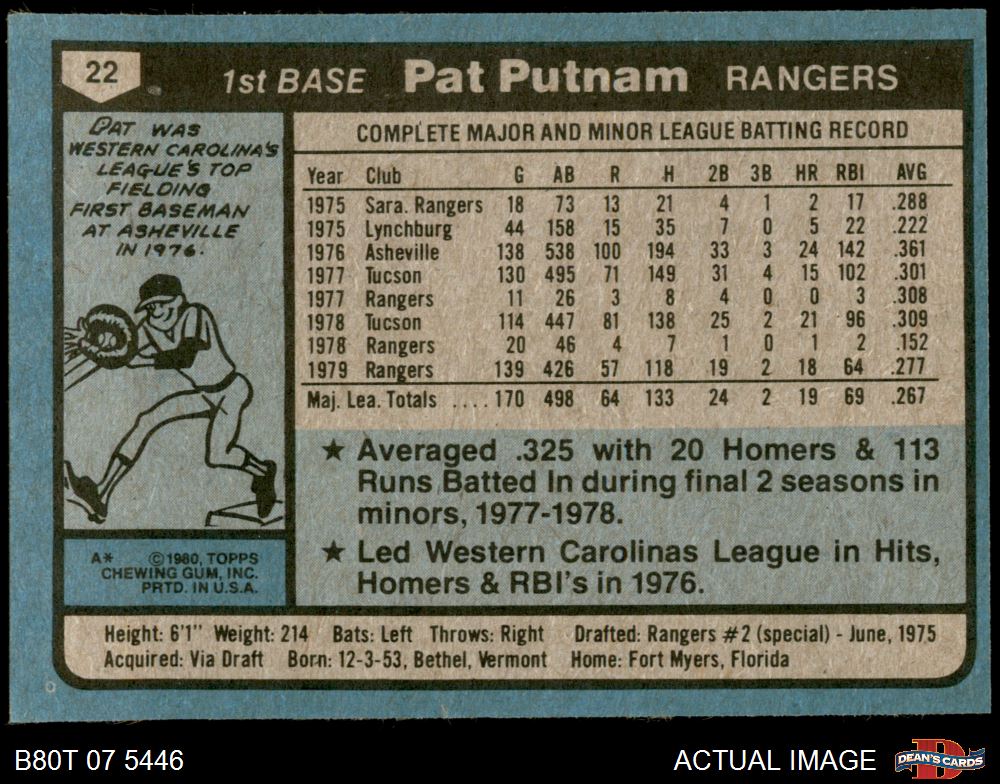 22 1st BASE Pat Putnam RANGERS
PAT WAS
WESTERN CAROLINA'S
LEAGUE'S TOP
FIELDING
FIRST BASEMAN
AT ASHEVILLE
IN 1976.
COMPLETE MAJOR AND MINOR LEAGUE BATTING RECORD
Year Club G AB R H 2B 3B HR RBI AVG
1975 Sara. Rangers 18 73 13 21 4 1 2 17 .288
1975 Lynchburg 44 158 15 35 7 0 5 22 .222
1976 Asheville 138 538 100 194 33 3 24 142 .361
1977 Tucson 130 495 71 149 31 4 15 102 .301
1977 Rangers 11 26 3 8 4 0 0 3 .308
1978 Tucson 114 447 81 138 25 2 21 96 .309
1978 Rangers 20 46 4 7 1 0 1 2 .152
1979 Rangers 139 426 57 118 19 2 18 64 .277
Maj. Lea. Totals .... 170 498 64 133 24 2 19 69 .267
★ Averaged .325 with 20 Homers & 113
Runs Batted In during final 2 seasons in
minors, 1977-1978.
★ Led Western Carolinas League in Hits,
Homers & RBI's in 1976.
A* ©1980, TOPPS
CHEWING GUM, INC.
PRTD. IN U.S.A.
Height: 6'1" Weight: 214 Bats: Left Throws: Right Drafted: Rangers #2 (special) - June, 1975
Acquired: Via Draft Born: 12-3-53, Bethel, Vermont Home: Fort Myers, Florida
B80T 07 5446
ACTUAL IMAGE
DEAN'S CARDS